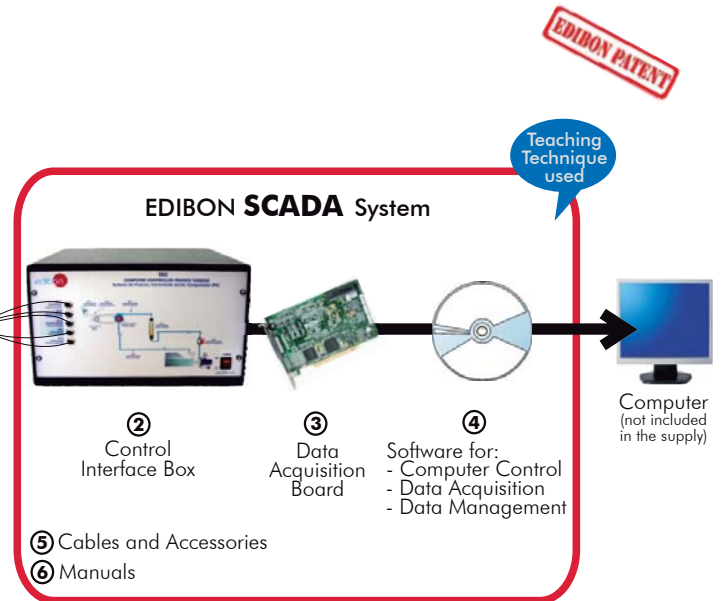 EDIBON PATENT
Teaching
Technique
used
EDIBON SCADA System
edibon
2
Control
Interface Box
3
Data
Acquisition
Board
4
Software for:
- Computer Control
- Data Acquisition
- Data Management
Computer
(not included
in the supply)
5 Cables and Accessories
6 Manuals